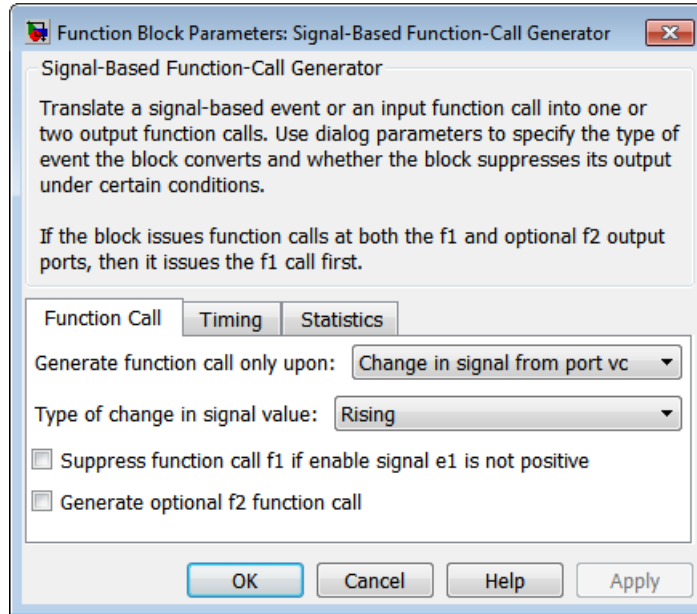 Function Block Parameters: Signal-Based Function-Call Generator
Signal-Based Function-Call Generator
Translate a signal-based event or an input function call into one or
two output function calls. Use dialog parameters to specify the type of
event the block converts and whether the block suppresses its output
under certain conditions.
If the block issues function calls at both the f1 and optional f2 output
ports, then it issues the f1 call first.
Function Call Timing Statistics
Generate function call only upon: Change in signal from port vc
Type of change in signal value: Rising
Suppress function call f1 if enable signal e1 is not positive
Generate optional f2 function call
OK Cancel Help Apply